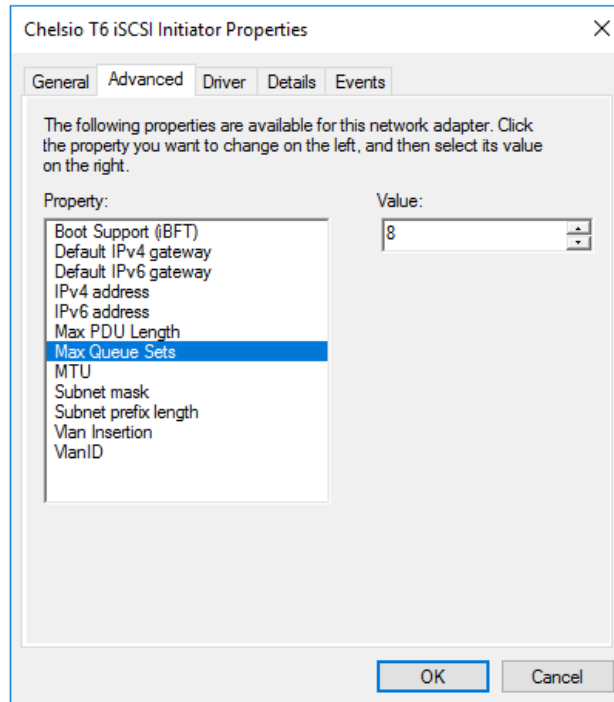 Chelsio T6 iSCSI Initiator Properties
General Advanced Driver Details Events
The following properties are available for this network adapter. Click
the property you want to change on the left, and then select its value
on the right.
Property:
Value:
Boot Support (iBFT)
8
Default IPv4 gateway
Default IPv6 gateway
IPv4 address
IPv6 address
Max PDU Length
Max Queue Sets
MTU
Subnet mask
Subnet prefix length
Vlan Insertion
VlanID
OK
Cancel